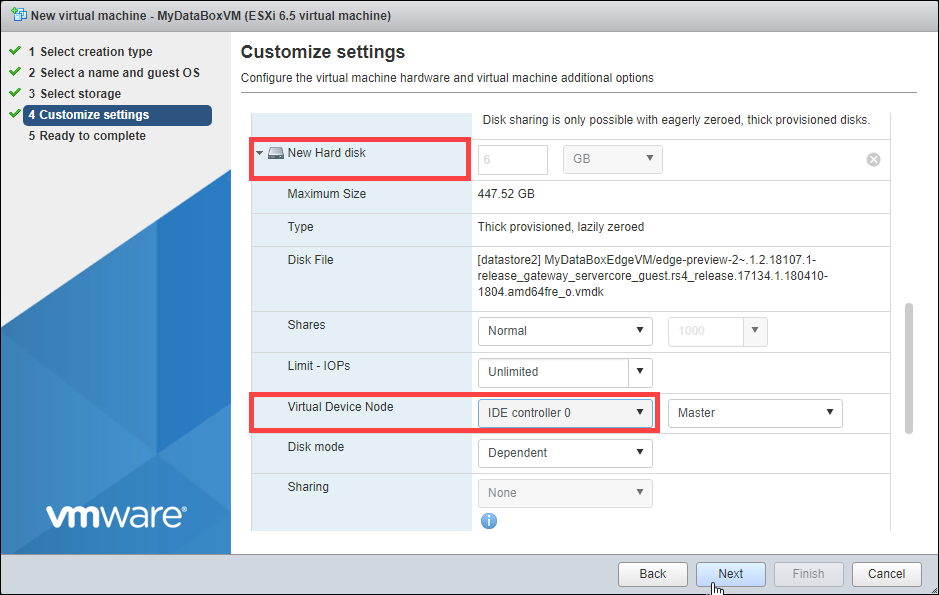 New virtual machine - MyDataBoxVM (ESXi 6.5 virtual machine)
1 Select creation type
2 Select a name and guest OS
3 Select storage
4 Customize settings
5 Ready to complete
vmware®
Customize settings
Configure the virtual machine hardware and virtual machine additional options
Disk sharing is only possible with eagerly zeroed, thick provisioned disks.
New Hard disk 6 GB
Maximum Size 447.52 GB
Type Thick provisioned, lazily zeroed
Disk File [datastore2] MyDataBoxEdgeVM/edge-preview-2~.1.2.18107.1-
release_gateway_servercore_guest.rs4_release.17134.1.180410-
1804.amd64fre_o.vmdk
Shares Normal 1000
Limit - IOPs Unlimited
Virtual Device Node IDE controller 0 Master
Disk mode Dependent
Sharing None
Back Next Finish Cancel